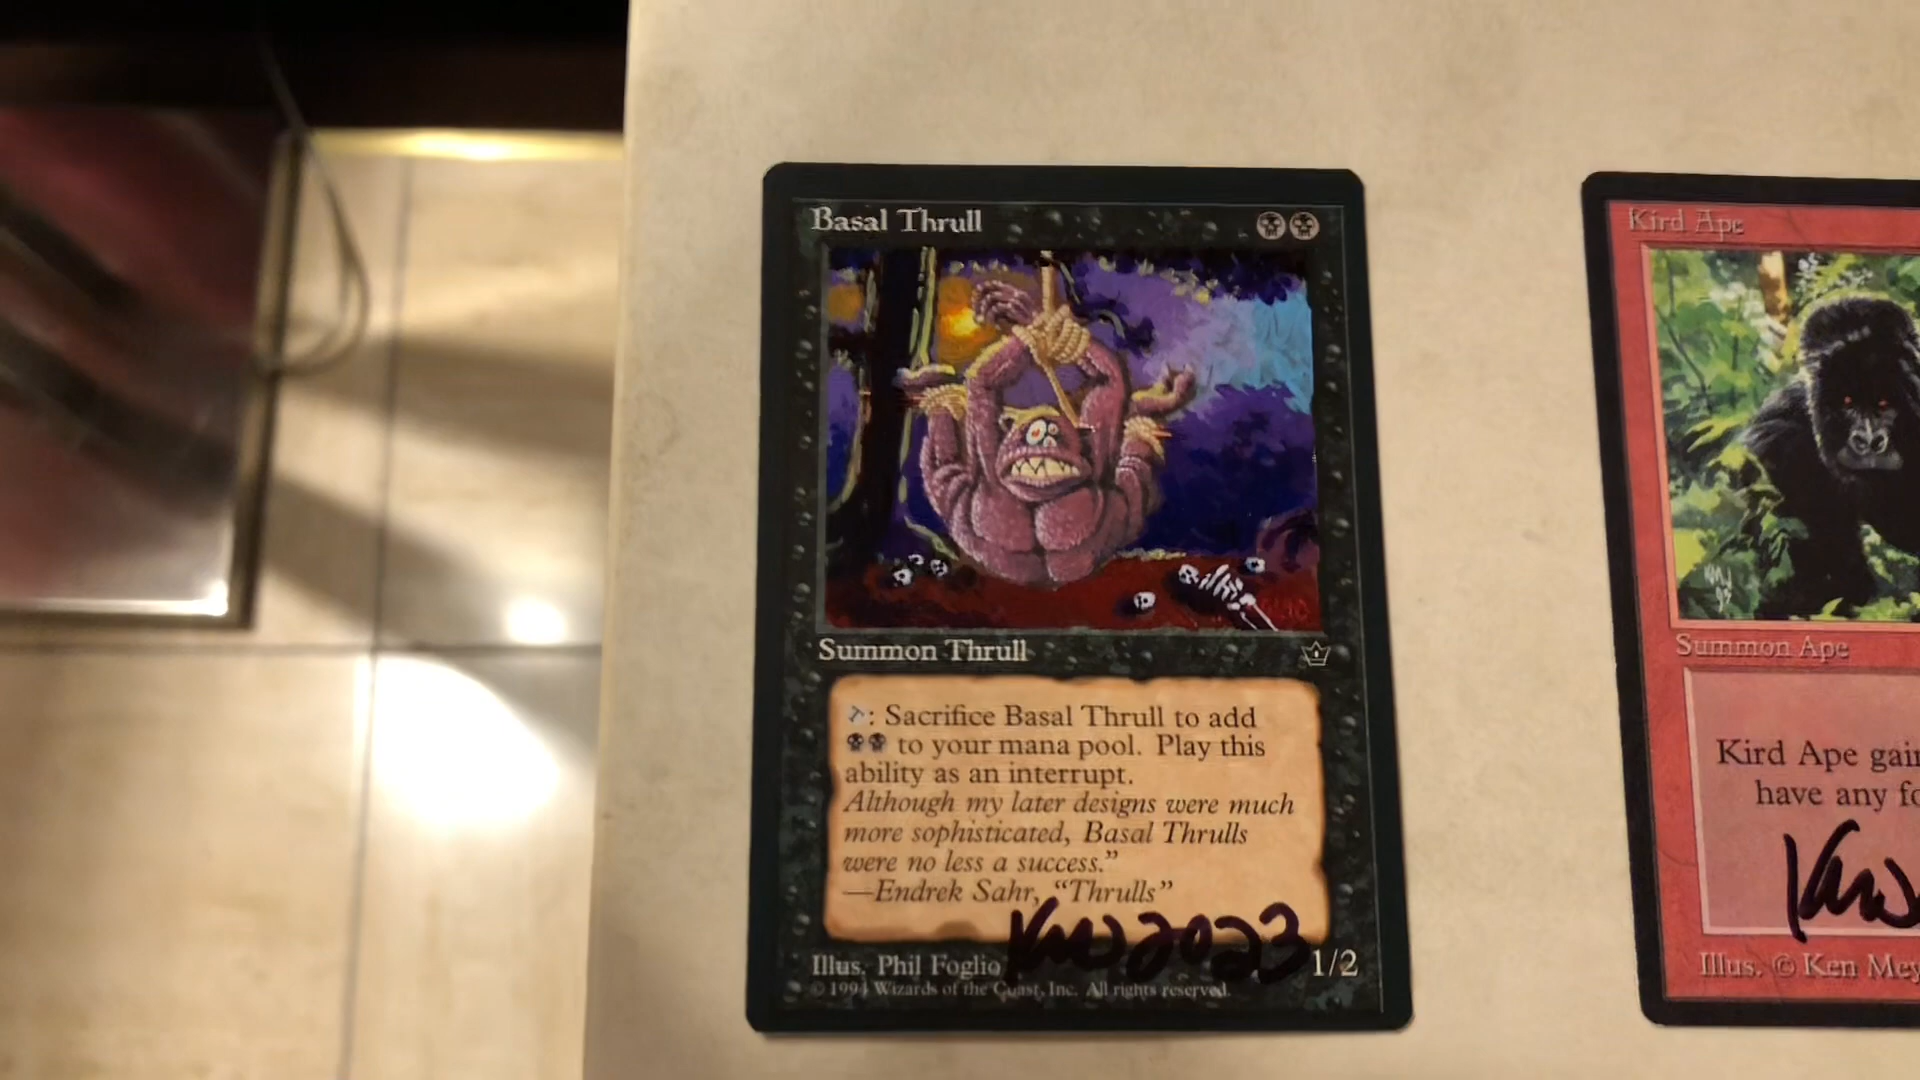 Basal Thrull
Summon Thrull
: Sacrifice Basal Thrull to add
to your mana pool. Play this
ability as an interrupt.
Although my later designs were much
more sophisticated, Basal Thrulls
were no less a success.”
—Endrek Sahr, “Thrulls”
2023
Illus. Phil Foglio
1/2
© 1994 Wizards of the Coast, Inc. All rights reserved.
Kird Ape
Summon Ape
Kird Ape gain
have any fo
Illus. © Ken Mey